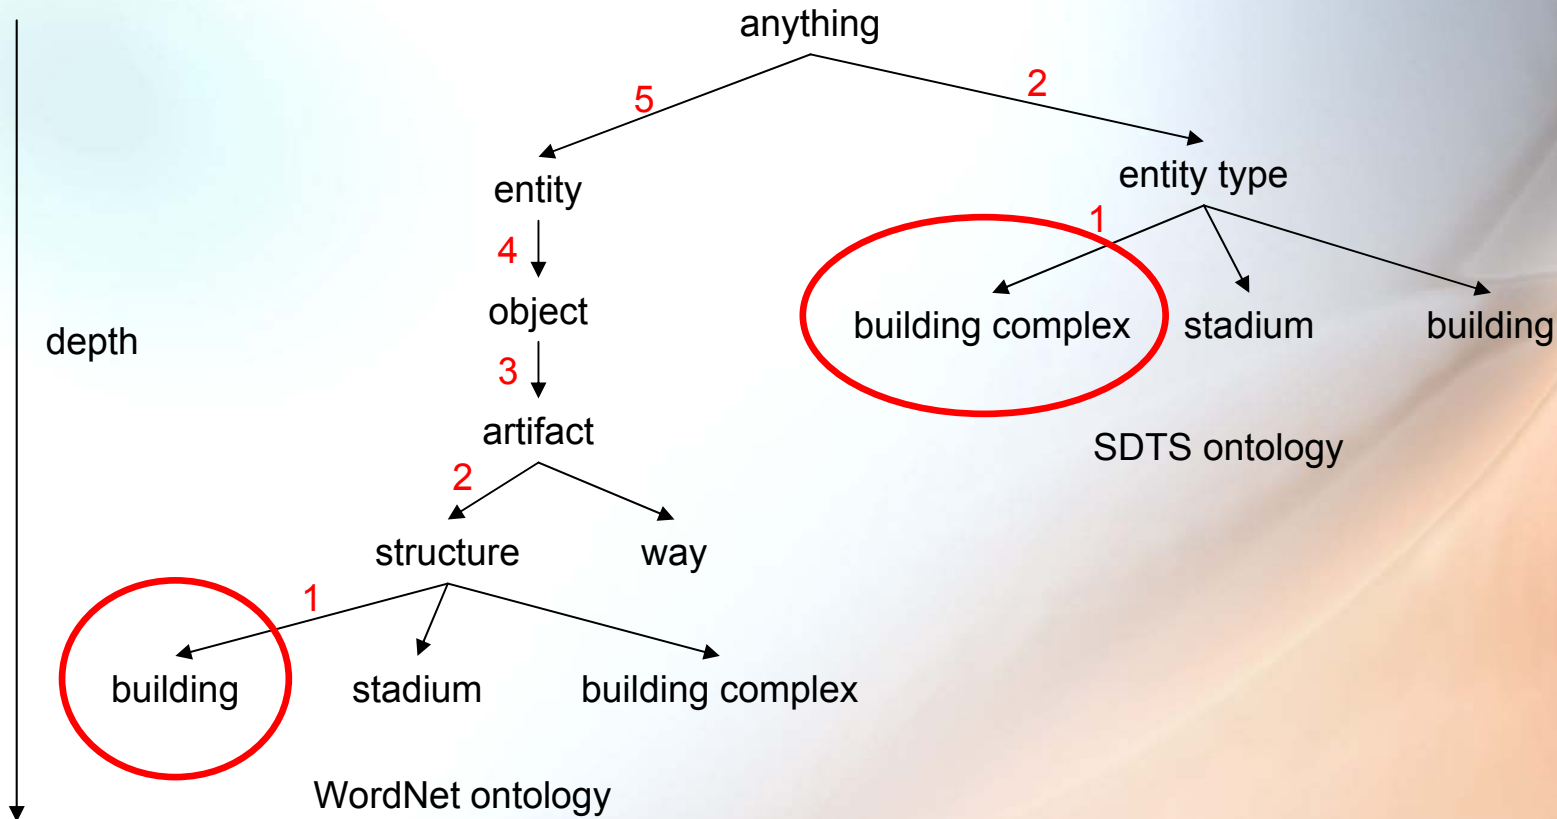 anything
5
2
entity
entity type
4
1
object
building complex
stadium
building
depth
3
artifact
SDTS ontology
2
structure
way
1
building
stadium
building complex
WordNet ontology